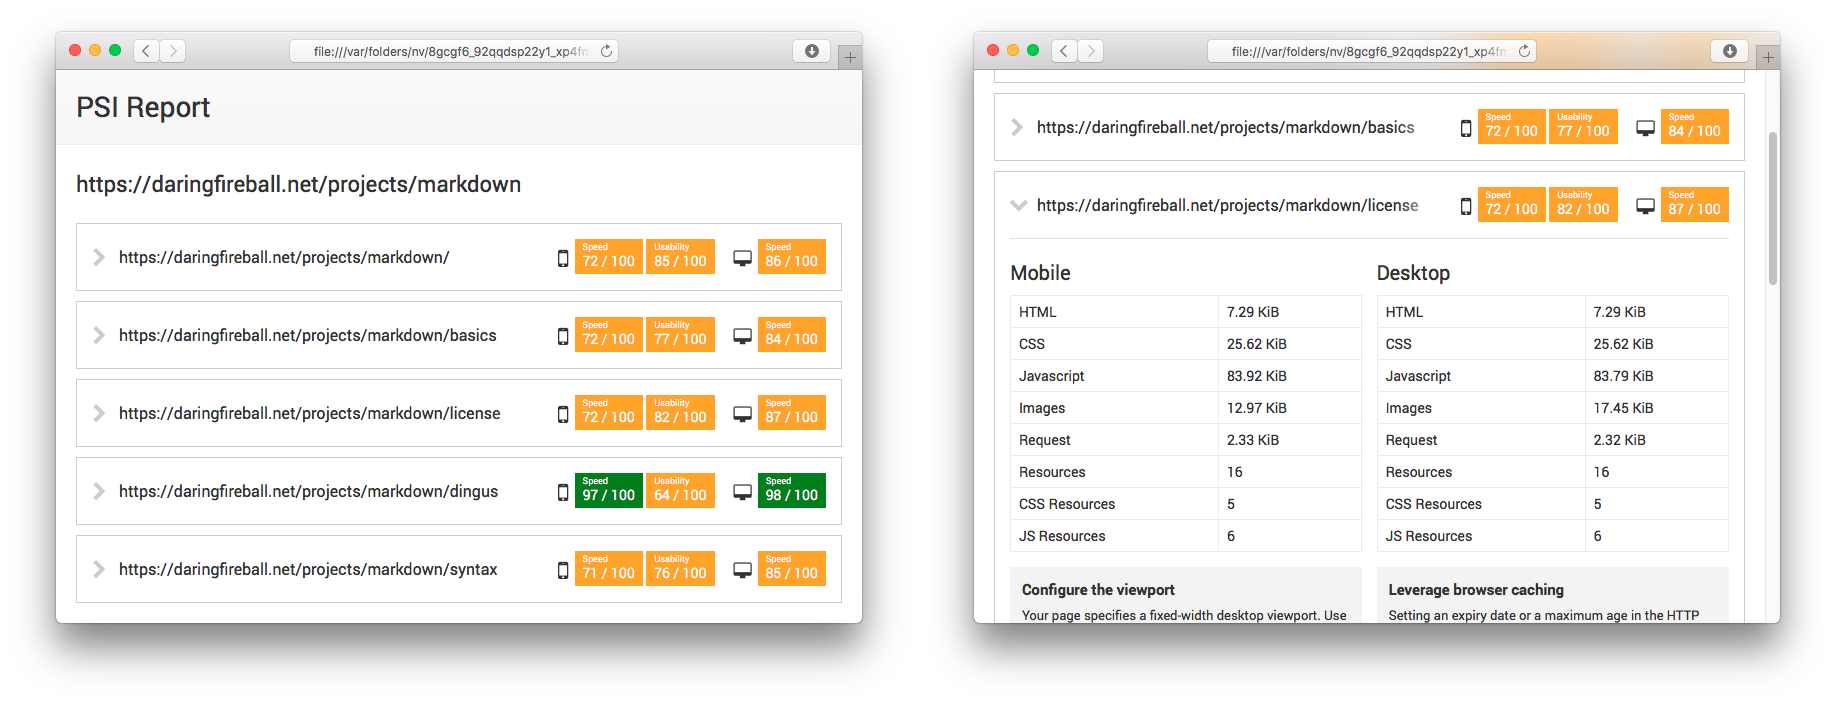 file:///var/folders/nv/8gcgf6_92qqdsp22y1_xp4fm
PSI Report
https://daringfireball.net/projects/markdown
https://daringfireball.net/projects/markdown/ Speed 72 / 100 Usability 85 / 100 Speed 86 / 100
https://daringfireball.net/projects/markdown/basics Speed 72 / 100 Usability 77 / 100 Speed 84 / 100
https://daringfireball.net/projects/markdown/license Speed 72 / 100 Usability 82 / 100 Speed 87 / 100
https://daringfireball.net/projects/markdown/dingus Speed 97 / 100 Usability 64 / 100 Speed 98 / 100
https://daringfireball.net/projects/markdown/syntax Speed 71 / 100 Usability 76 / 100 Speed 85 / 100
file:///var/folders/nv/8gcgf6_92qqdsp22y1_xp4fm
https://daringfireball.net/projects/markdown/basics Speed 72 / 100 Usability 77 / 100 Speed 84 / 100
https://daringfireball.net/projects/markdown/license Speed 72 / 100 Usability 82 / 100 Speed 87 / 100
Mobile
HTML 7.29 KiB
CSS 25.62 KiB
Javascript 83.92 KiB
Images 12.97 KiB
Request 2.33 KiB
Resources 16
CSS Resources 5
JS Resources 6
Configure the viewport
Your page specifies a fixed-width desktop viewport. Use
Desktop
HTML 7.29 KiB
CSS 25.62 KiB
Javascript 83.79 KiB
Images 17.45 KiB
Request 2.32 KiB
Resources 16
CSS Resources 5
JS Resources 6
Leverage browser caching
Setting an expiry date or a maximum age in the HTTP